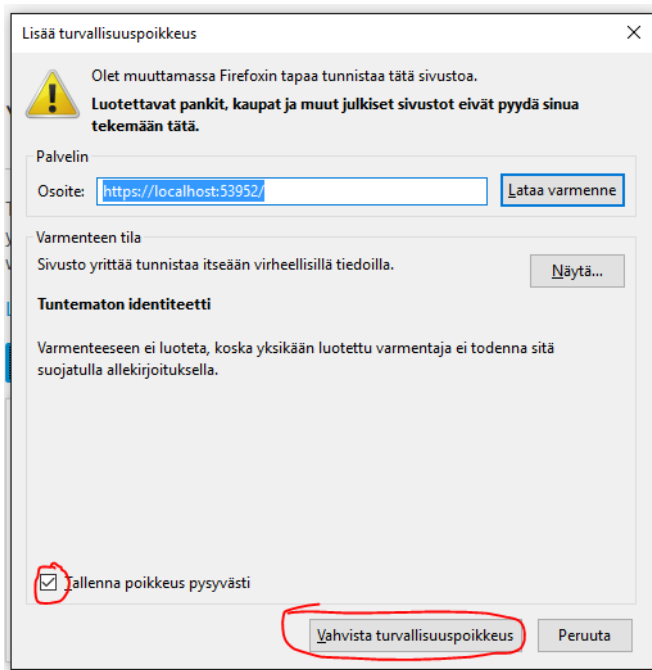 Lisää turvallisuuspoikkeus
Olet muuttamassa Firefoxin tapaa tunnistaa tätä sivustoa.
Luotettavat pankit, kaupat ja muut julkiset sivustot eivät pyydä sinua
tekemään tätä.
Palvelin
Osoite: https://localhost:53952/ Lataa varmenne
Varmenteen tila
Sivusto yrittää tunnistaa itseään virheellisillä tiedoilla. Näytä...
Tuntematon identiteetti
Varmenteeseen ei luoteta, koska yksikään luotettu varmentaja ei todenna sitä
suojatulla allekirjoituksella.
Tallenna poikkeus pysyvästi
Vahvista turvallisuuspoikkeus Peruuta